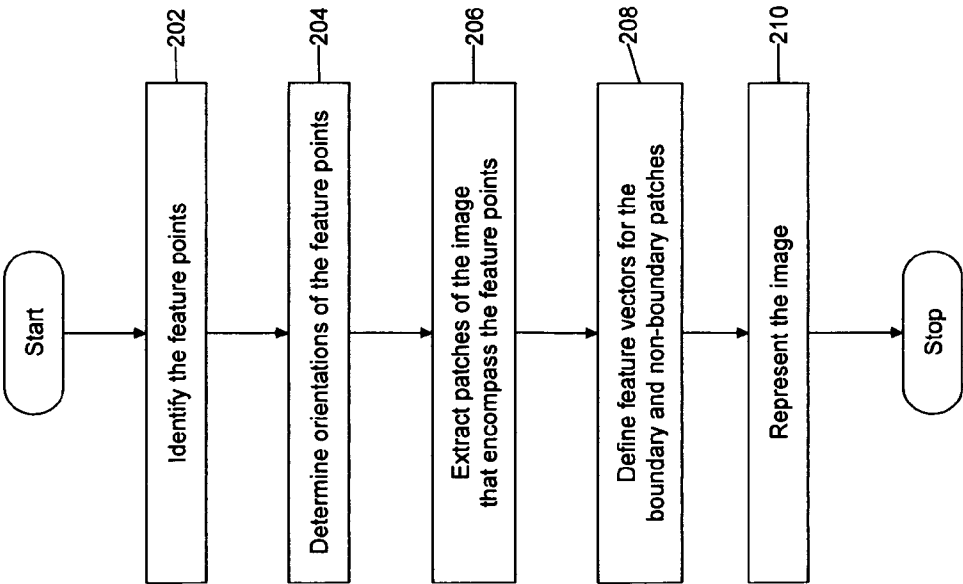 Start
Identify the feature points
202
Determine orientations of the feature points
204
Extract patches of the image
that encompass the feature points
206
Define feature vectors for the
boundary and non-boundary patches
208
Represent the image
210
Stop